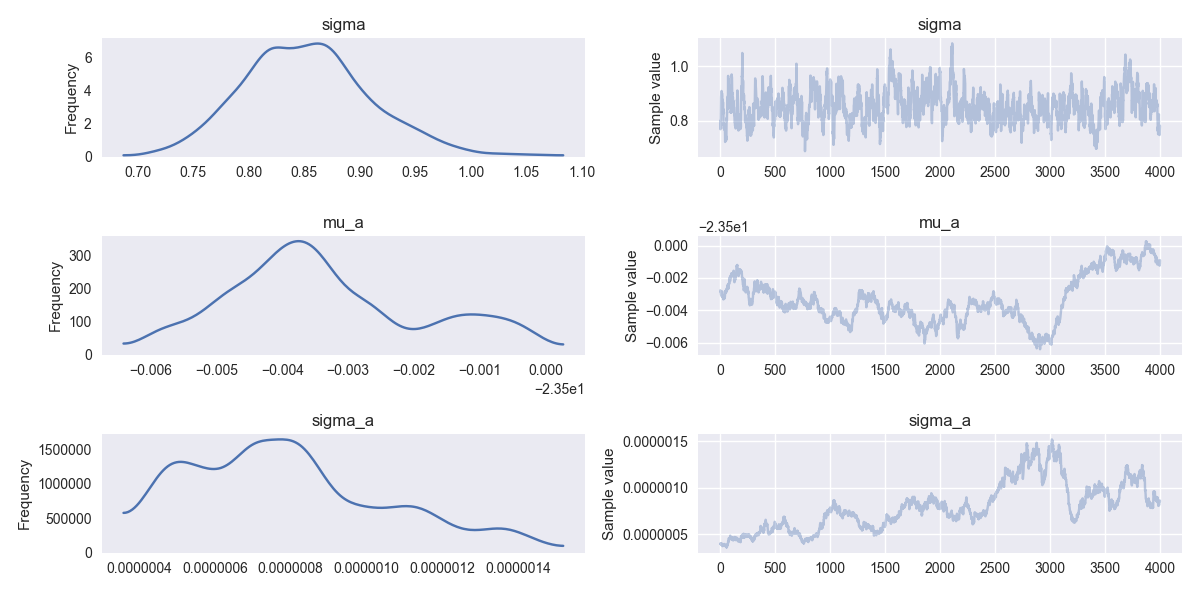 sigma
Frequency
6
4
2
0
0.70 0.75 0.80 0.85 0.90 0.95 1.00 1.05 1.10
sigma
Sample value
1.0
0.8
0 500 1000 1500 2000 2500 3000 3500 4000
mu_a
Frequency
300
200
100
0
−0.006 −0.005 −0.004 −0.003 −0.002 −0.001 0.000
−2.35e1
−2.35e1
mu_a
Sample value
0.000
−0.002
−0.004
−0.006
0 500 1000 1500 2000 2500 3000 3500 4000
sigma_a
Frequency
1500000
1000000
500000
0
0.0000004 0.0000006 0.0000008 0.0000010 0.0000012 0.0000014
sigma_a
Sample value
0.0000015
0.0000010
0.0000005
0 500 1000 1500 2000 2500 3000 3500 4000